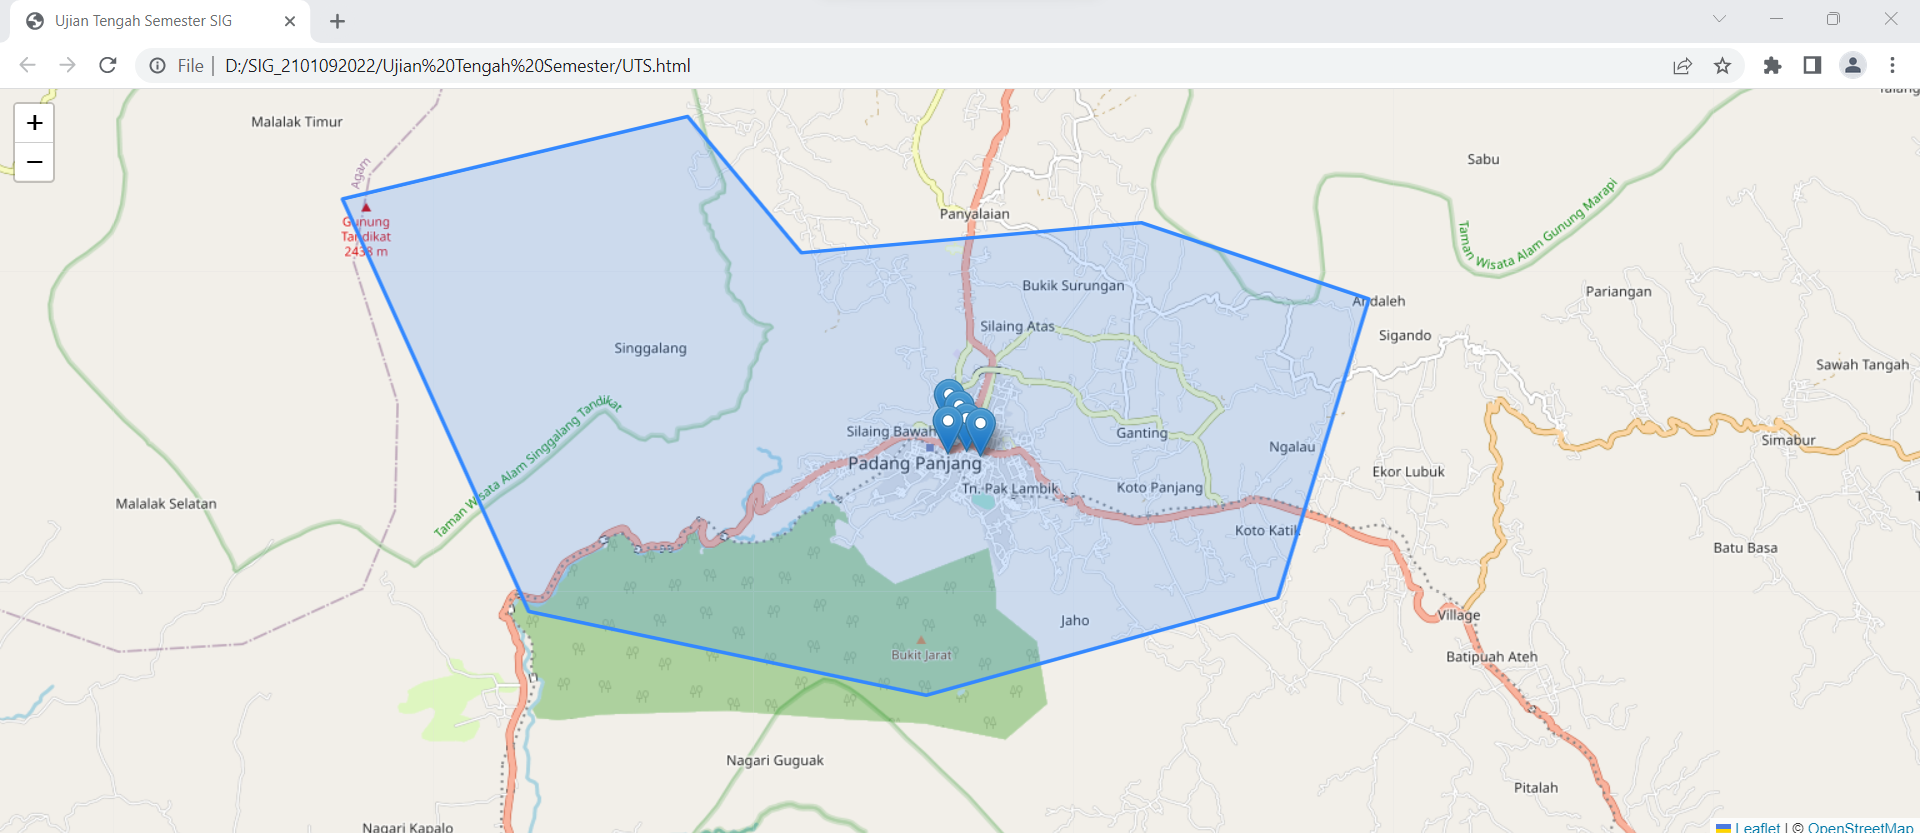 Ujian Tengah Semester SIG
File
D:/SIG_2101092022/Ujian%20Tengah%20Semester/UTS.html
+
−
Malalak Timur
Agam
Gunung
Tandikat
2438 m
Panyalaian
Sabu
Taman Wisata Alam Gunung Marapi
Bukik Surungan
Andaleh
Pariangan
Silaing Atas
Sigando
Singgalang
Sawah Tangah
Taman Wisata Alam Singgalang Tandikat
Silaing Bawah
Ganting
Ngalau
Simabur
Padang Panjang
Ekor Lubuk
Tn. Pak Lambik
Koto Panjang
Malalak Selatan
Koto Katik
Batu Basa
Jaho
Village
Bukit Jarat
Batipuah Ateh
Nagari Guguak
Pitalah
Nagari Kapalo
Leaflet | © OpenStreetMap